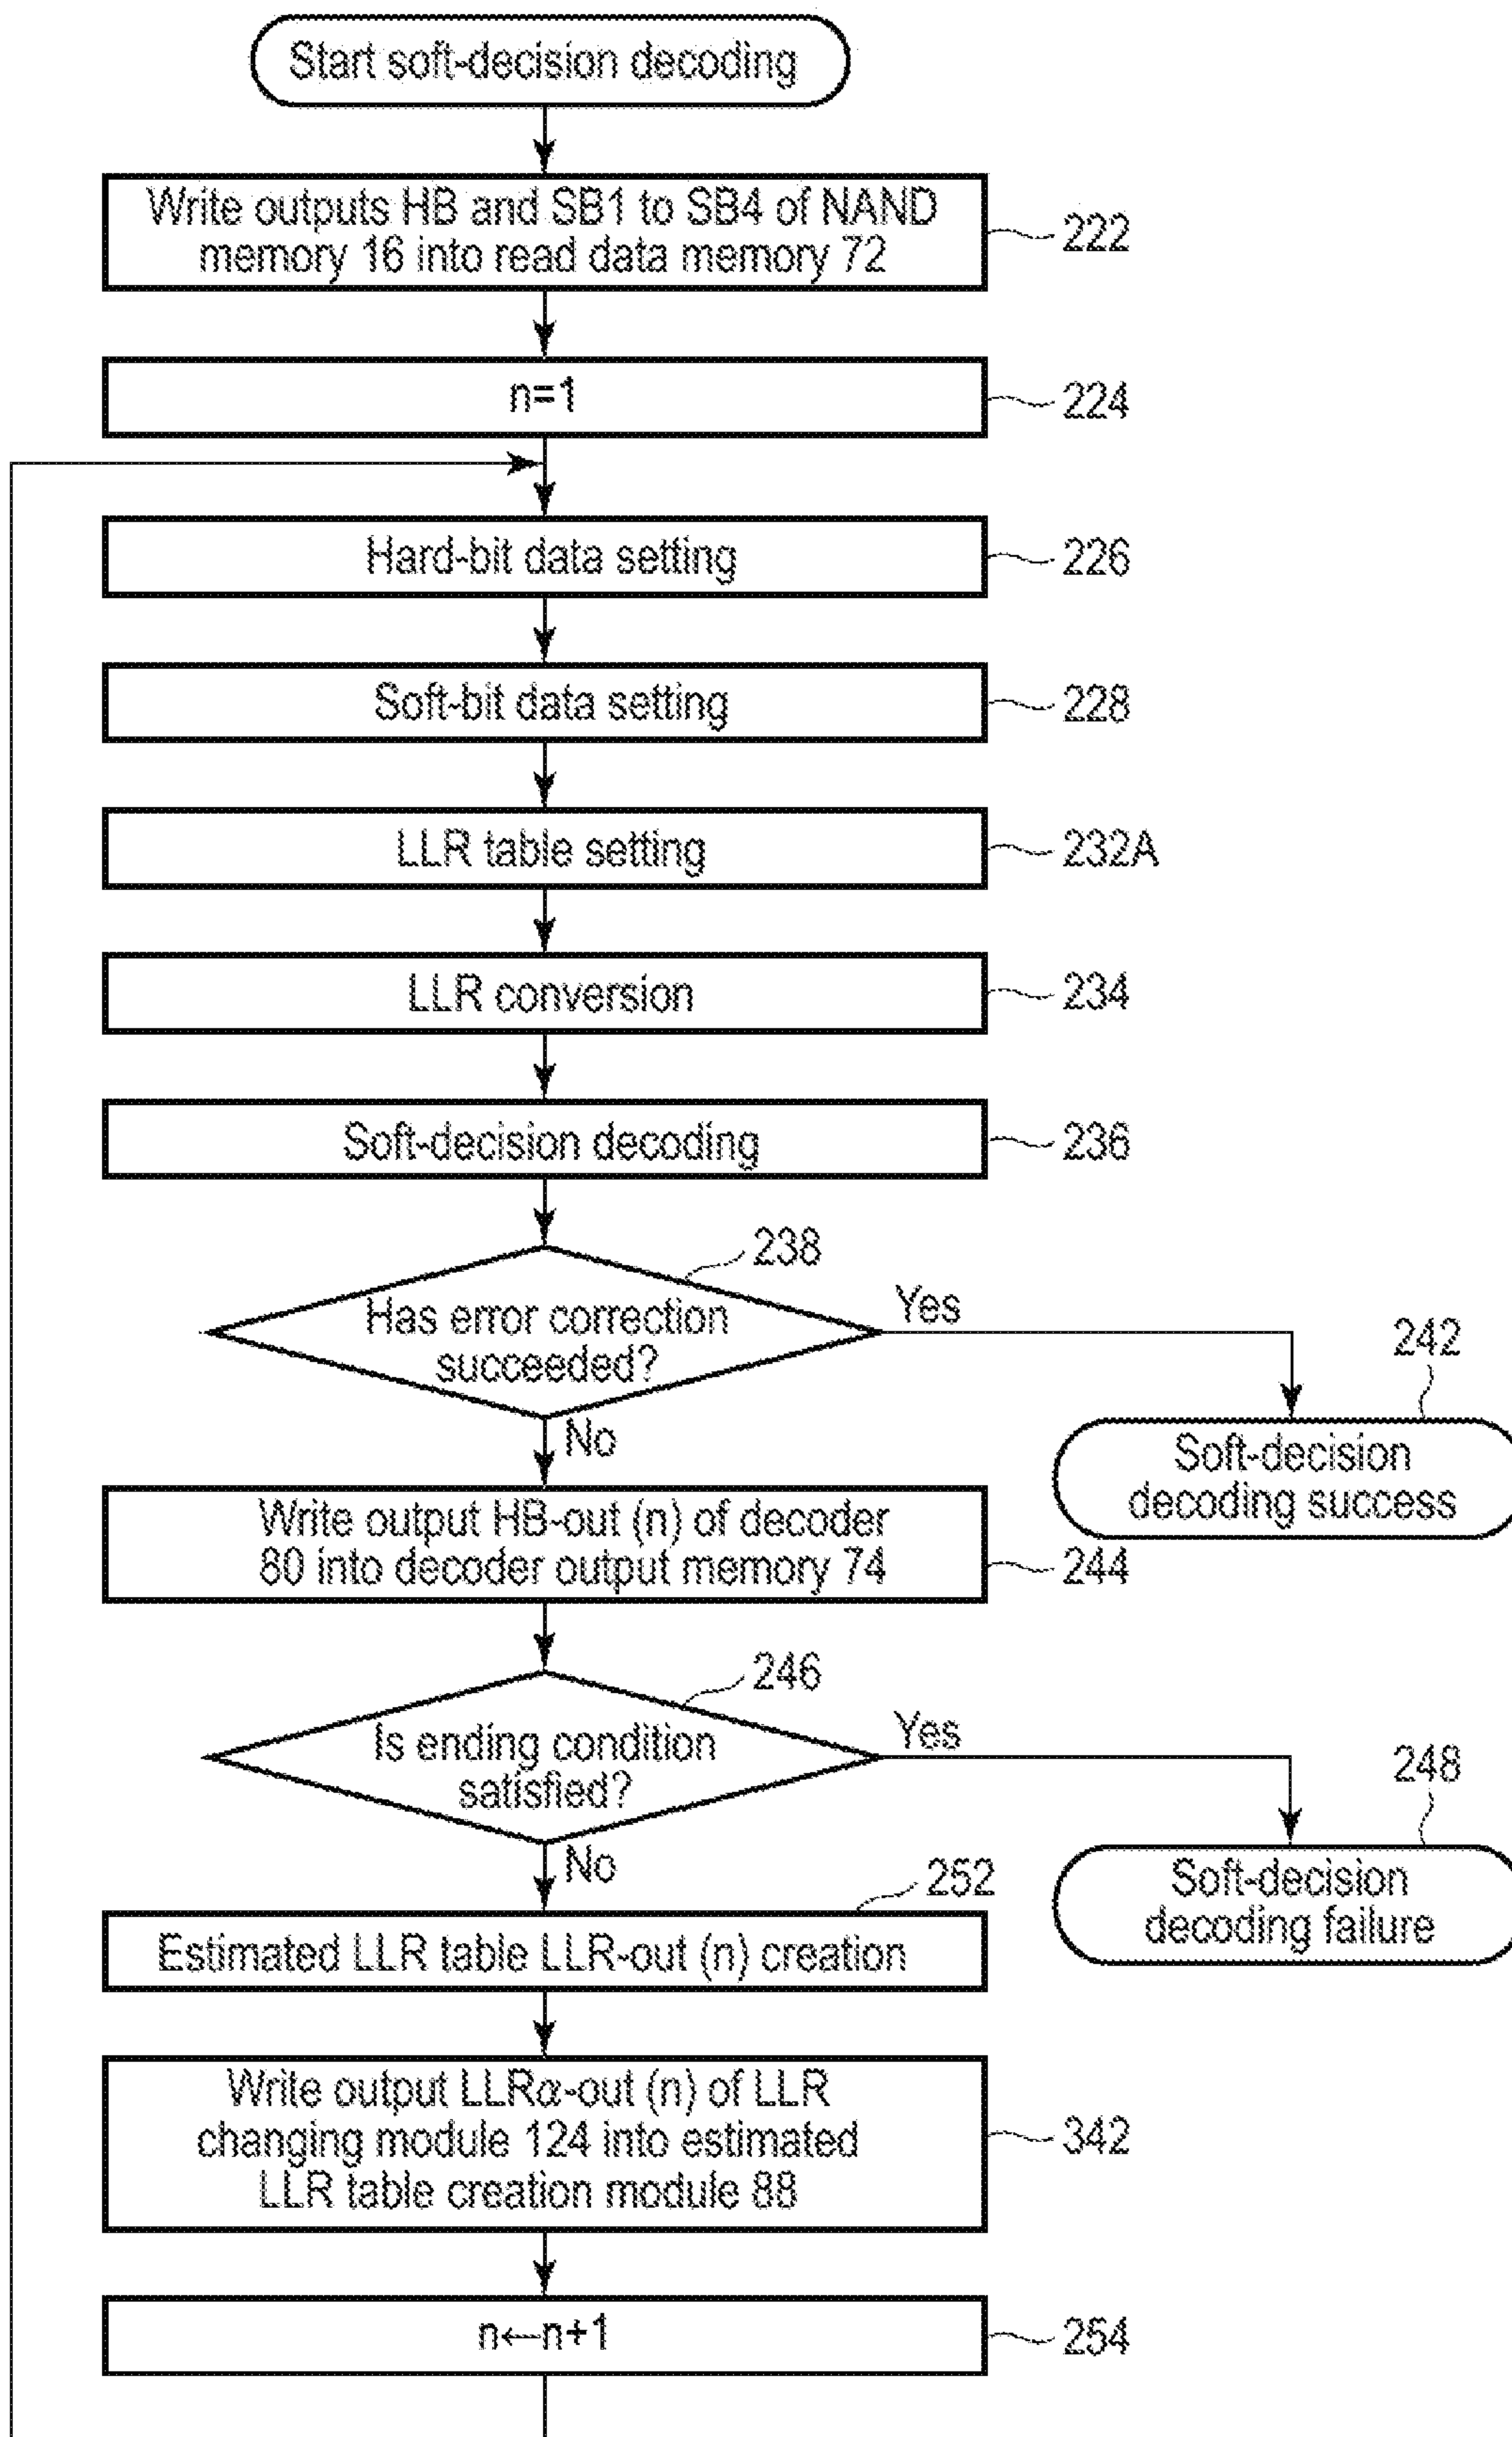 Start soft-decision decoding
Write outputs HB and SB1 to SB4 of NAND
memory 16 into read data memory 72
222
n=1
224
Hard-bit data setting
226
Soft-bit data setting
228
LLR table setting
232A
LLR conversion
234
Soft-decision decoding
236
238
Has error correction
succeeded?
Yes
No
242
Soft-decision
decoding success
Write output HB-out (n) of decoder
80 into decoder output memory 74
244
246
Is ending condition
satisfied?
Yes
No
248
Soft-decision
decoding failure
252
Estimated LLR table LLR-out (n) creation
Write output LLRα-out (n) of LLR
changing module 124 into estimated
LLR table creation module 88
342
n←n+1
254